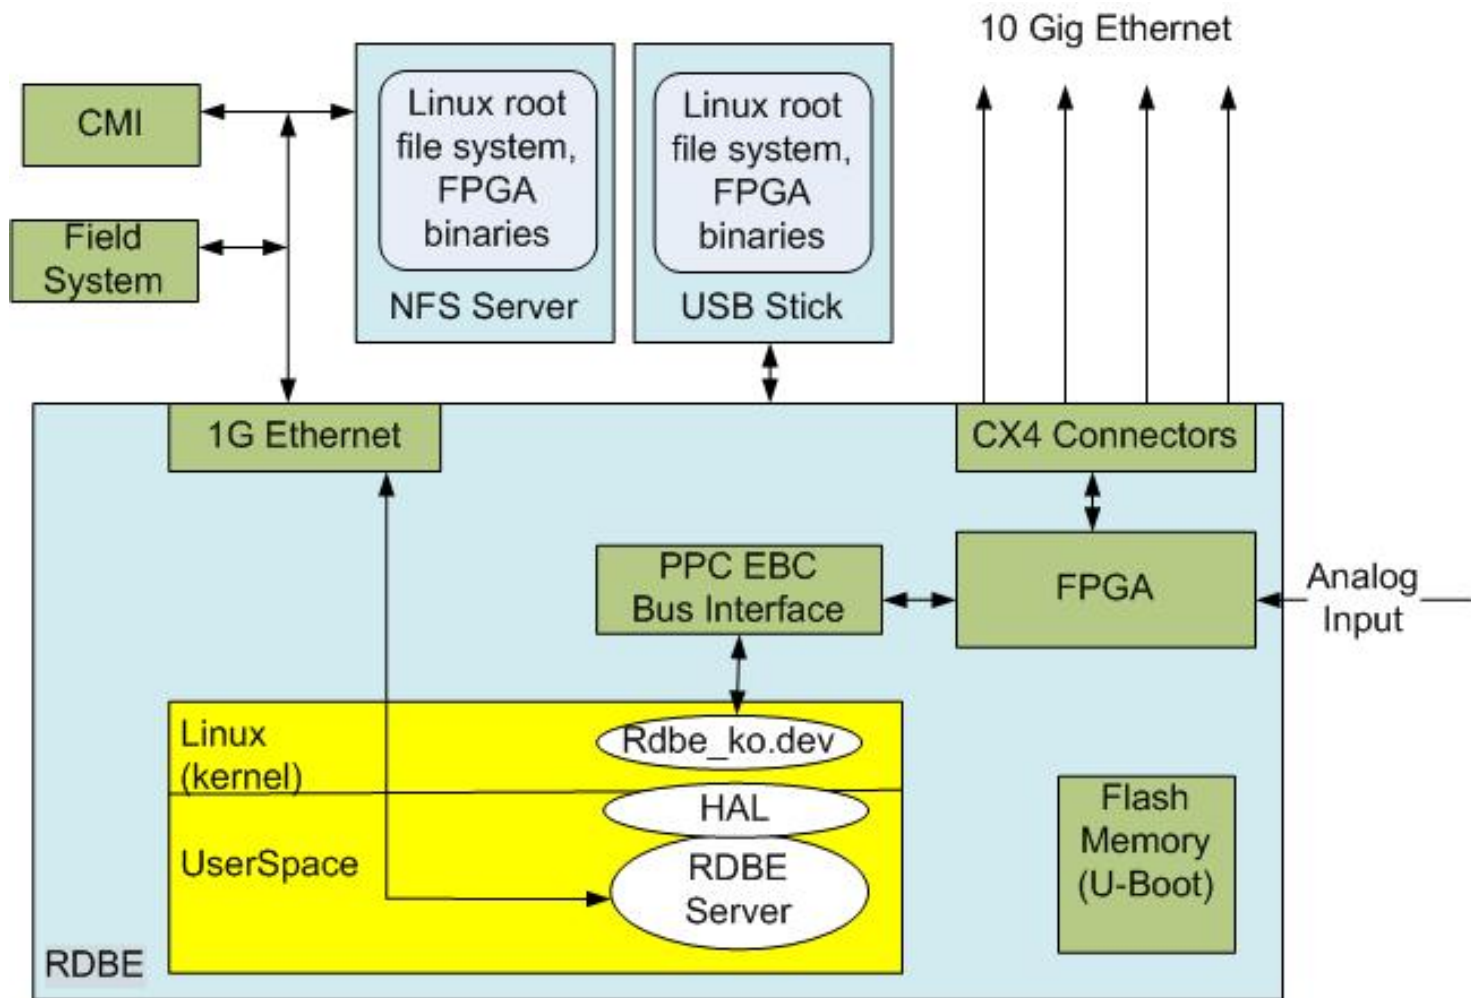 10 Gig Ethernet
CMI
Linux root
file system,
FPGA
binaries
NFS Server
Linux root
file system,
FPGA
binaries
USB Stick
Field
System
1G Ethernet
CX4 Connectors
PPC EBC
Bus Interface
FPGA
Analog
Input
Linux
(kernel)
Rdbe_ko.dev
HAL
UserSpace
RDBE
Server
Flash
Memory
(U-Boot)
RDBE